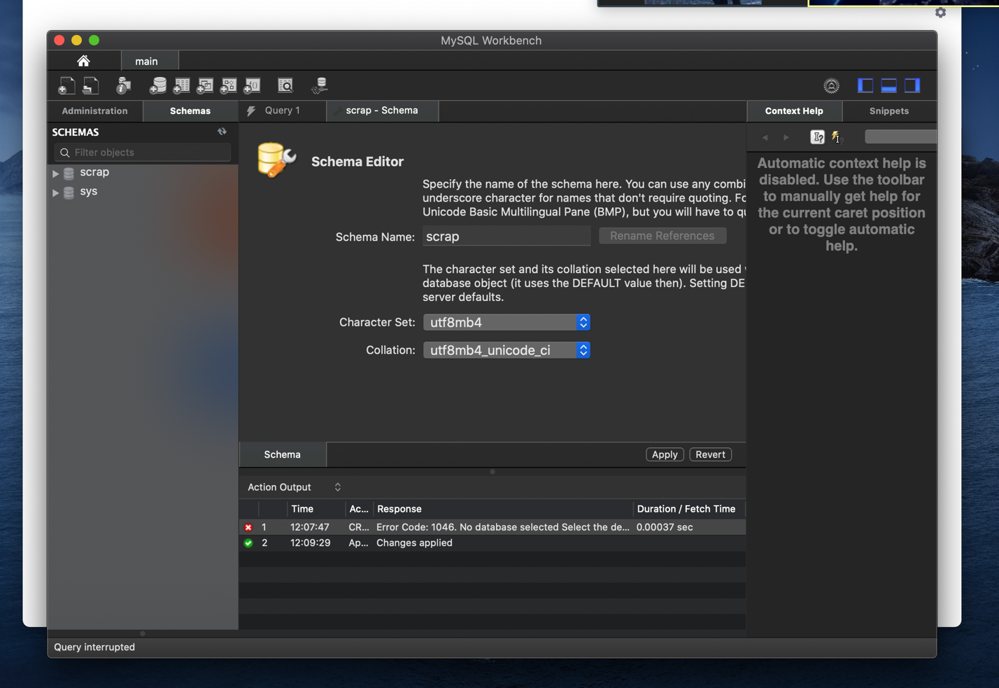 MySQL Workbench
main
Administration
Schemas
Query 1
scrap - Schema
Context Help
Snippets
SCHEMAS
Filter objects
scrap
sys
Schema Editor
Specify the name of the schema here. You can use any combi
underscore character for names that don't require quoting. Fo
Unicode Basic Multilingual Pane (BMP), but you will have to qu
Schema Name:
scrap
Rename References
The character set and its collation selected here will be used
database object (it uses the DEFAULT value then). Setting DE
server defaults.
Character Set:
utf8mb4
Collation:
utf8mb4_unicode_ci
Automatic context help is
disabled. Use the toolbar
to manually get help for
the current caret position
or to toggle automatic
help.
Schema
Apply
Revert
Action Output
Time Ac... Response Duration / Fetch Time
1 12:07:47 CR... Error Code: 1046. No database selected Select the de... 0.00037 sec
2 12:09:29 Ap... Changes applied
Query interrupted